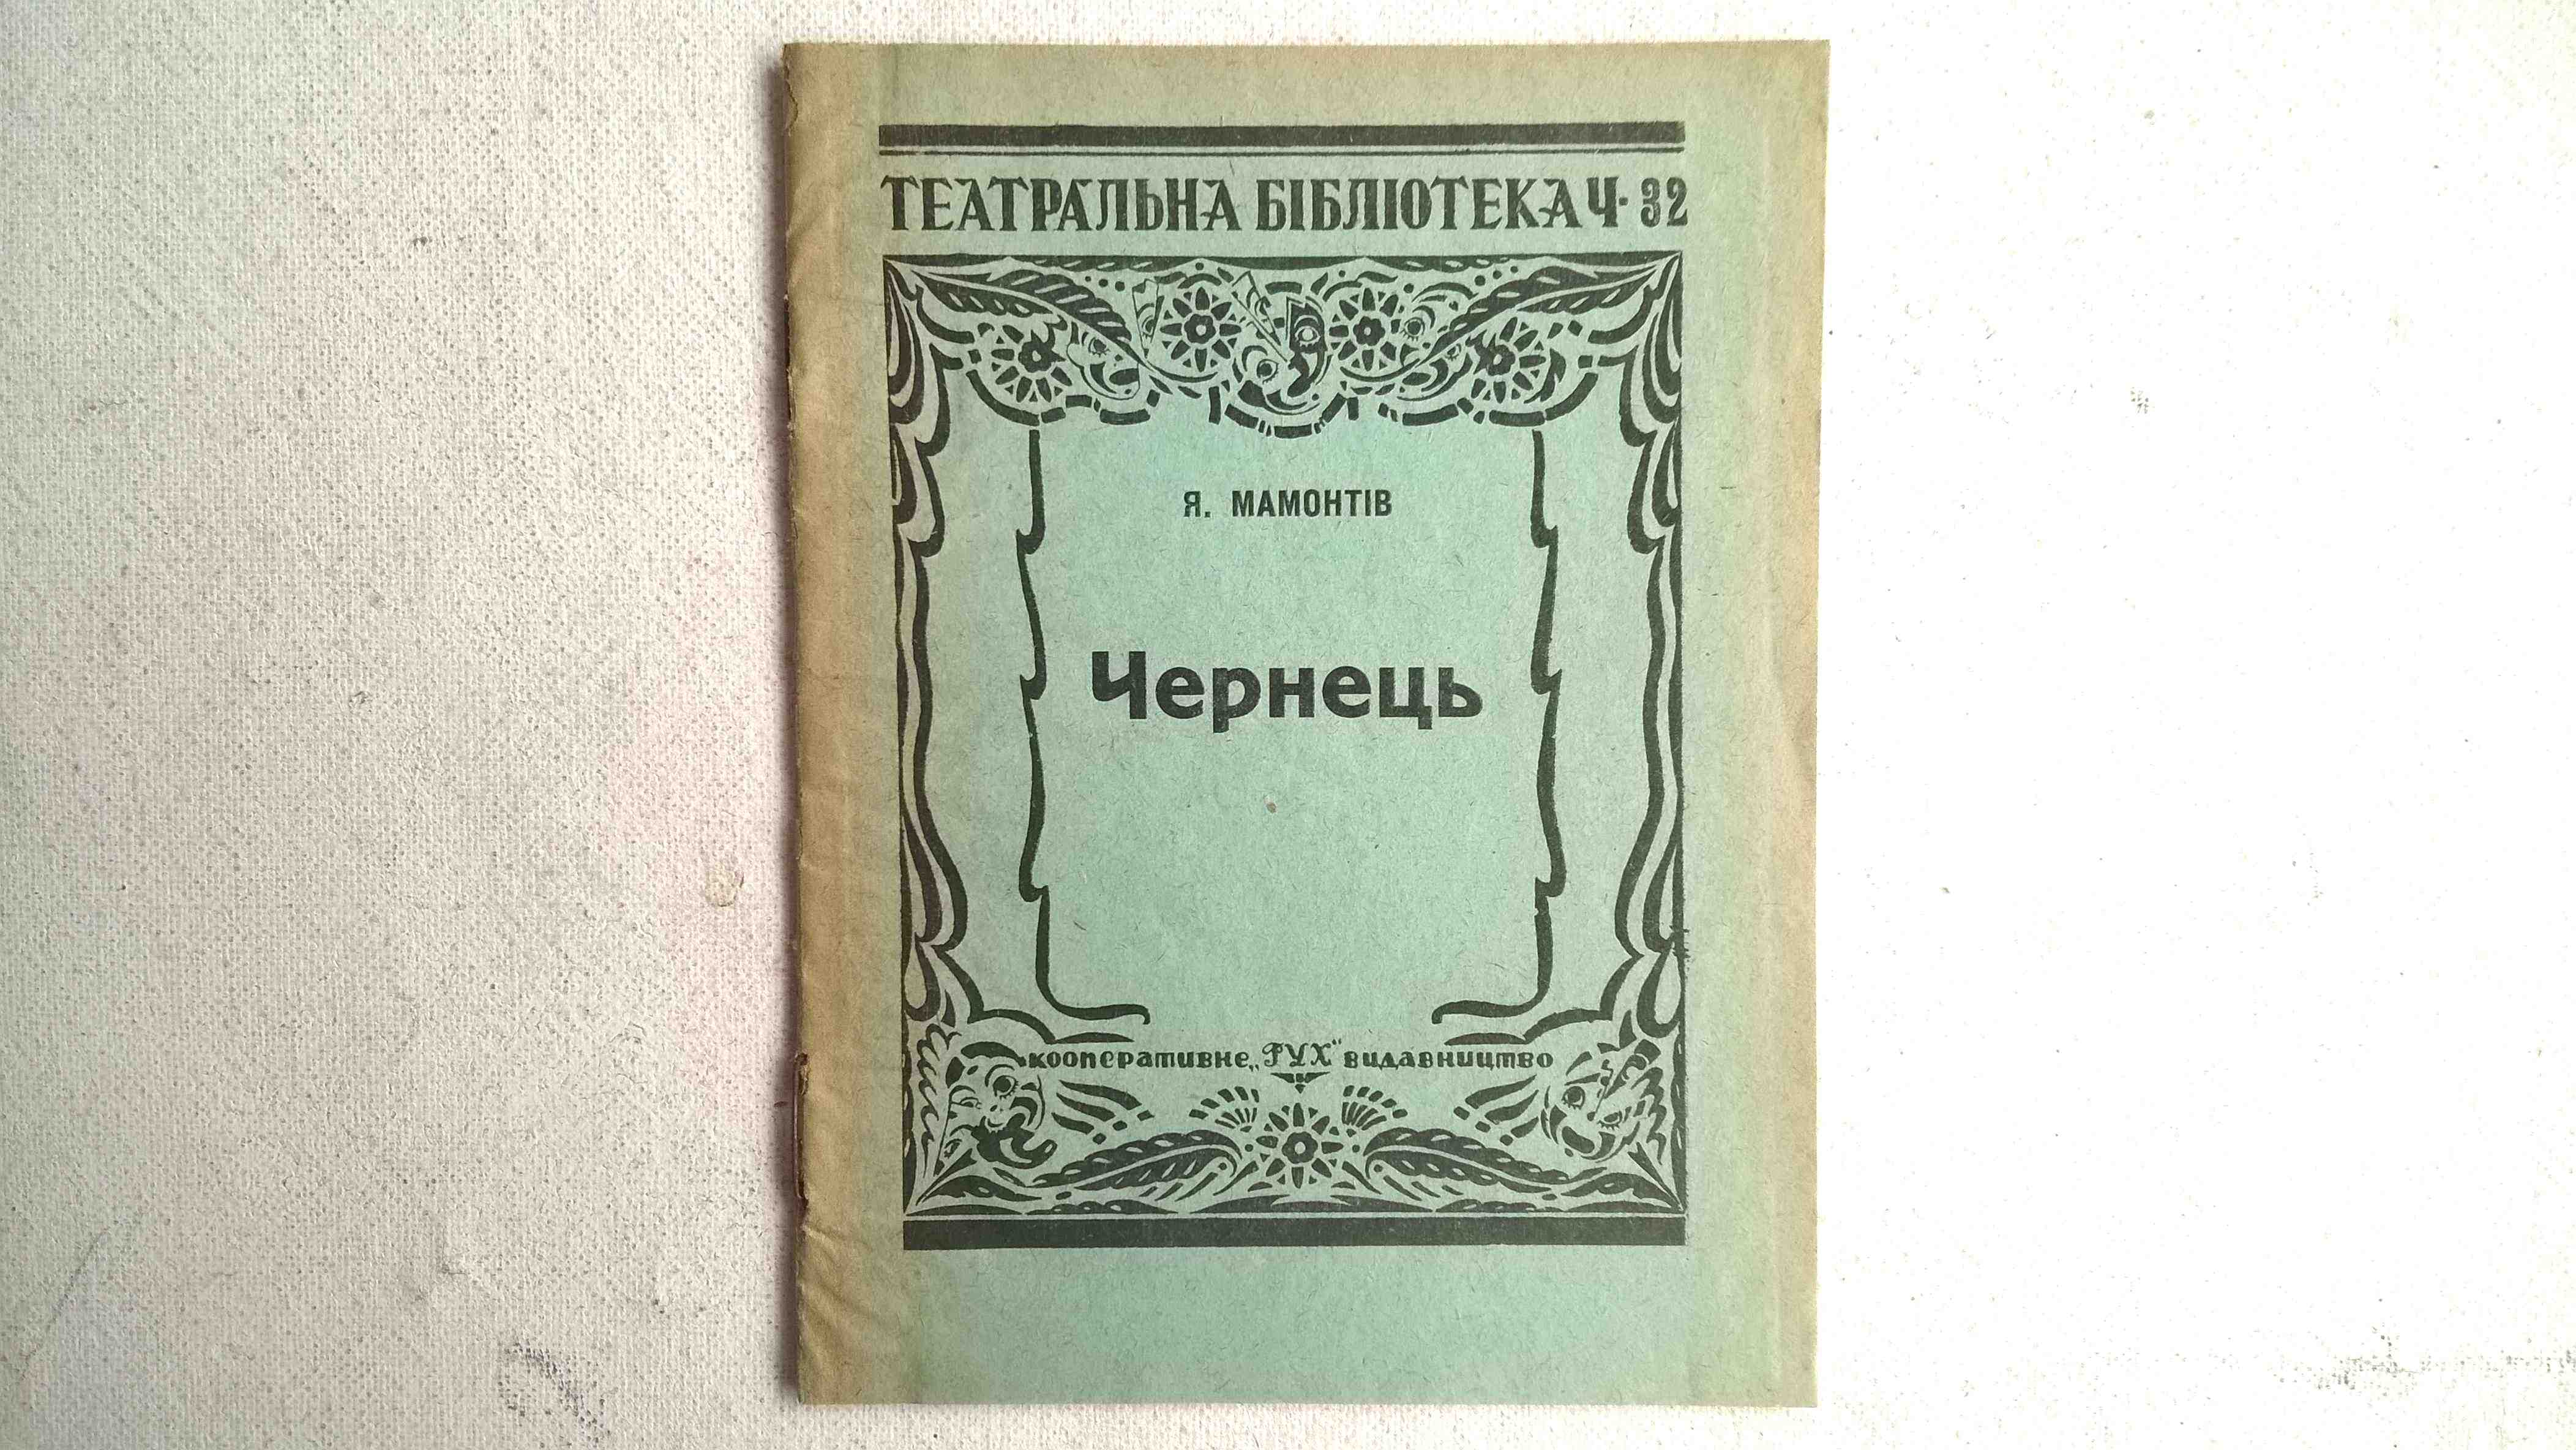 ТЕАТРАЛЬНА БІБЛІОТЕКА Ч. 32
Я. МАМОНТІВ
Чернець
кооперативне „РУХ“ видавництво